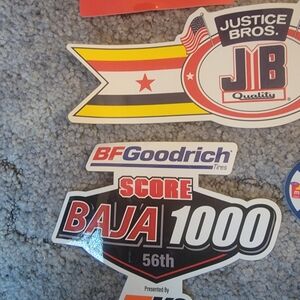 JUSTICE
BROS.
JB
Quality
BFGoodrich
Tires
SCORE
BAJA 1000
56th
Presented By